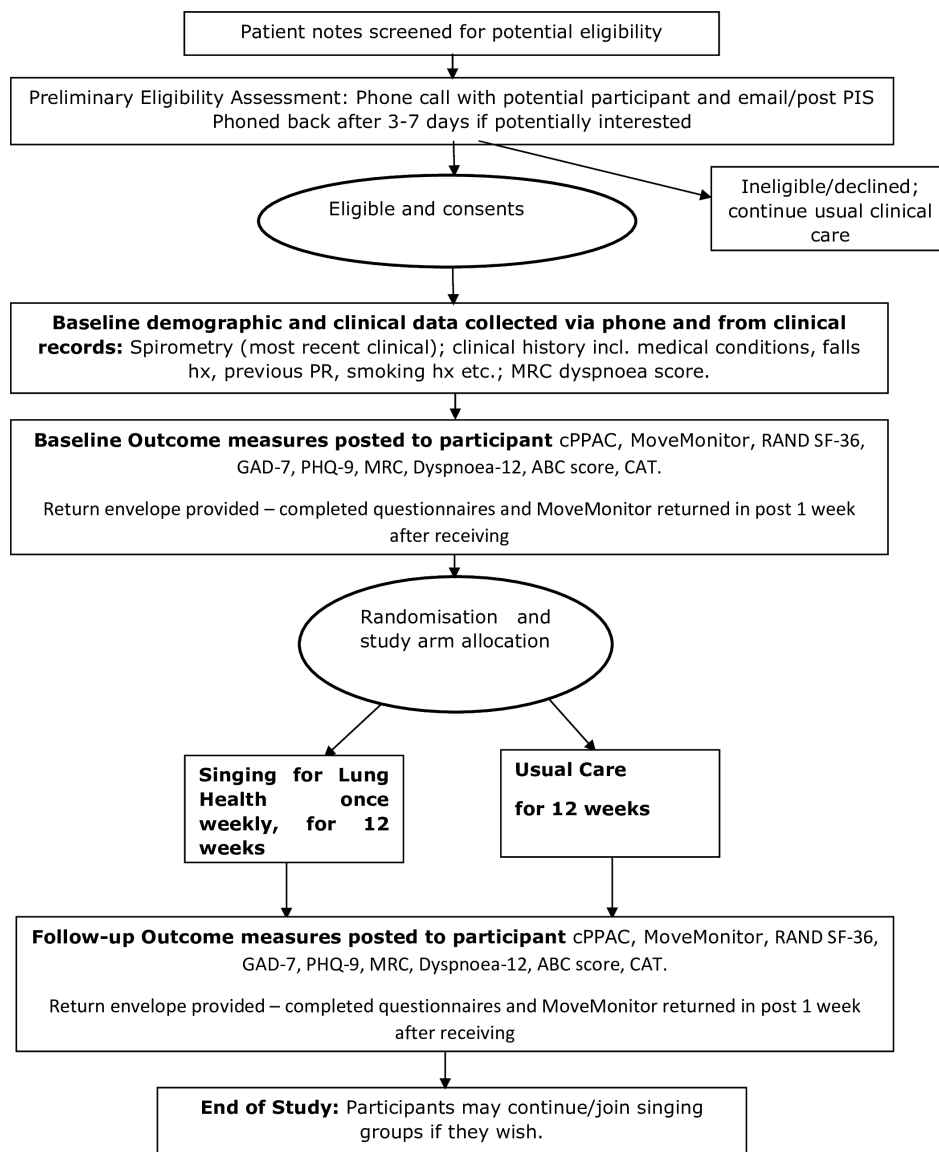 Patient notes screened for potential eligibility
Preliminary Eligibility Assessment: Phone call with potential participant and email/post PIS
Phoned back after 3-7 days if potentially interested
Ineligible/declined;
continue usual clinical
care
Eligible and consents
Baseline demographic and clinical data collected via phone and from clinical
records: Spirometry (most recent clinical); clinical history incl. medical conditions, falls
hx, previous PR, smoking hx etc.; MRC dyspnoea score.
Baseline Outcome measures posted to participant cPPAC, MoveMonitor, RAND SF-36,
GAD-7, PHQ-9, MRC, Dyspnoea-12, ABC score, CAT.
Return envelope provided – completed questionnaires and MoveMonitor returned in post 1 week
after receiving
Randomisation and
study arm allocation
Singing for Lung
Health once
weekly, for 12
weeks
Usual Care
for 12 weeks
Follow-up Outcome measures posted to participant cPPAC, MoveMonitor, RAND SF-36,
GAD-7, PHQ-9, MRC, Dyspnoea-12, ABC score, CAT.
Return envelope provided – completed questionnaires and MoveMonitor returned in post 1 week
after receiving
End of Study: Participants may continue/join singing
groups if they wish.